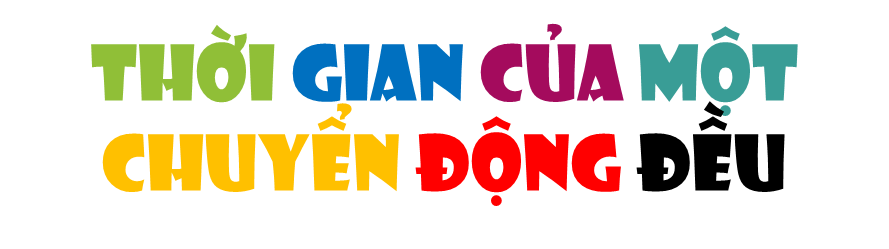 THỜI GIAN CỦA MỘT
CHUYỂN ĐỘNG ĐỀU